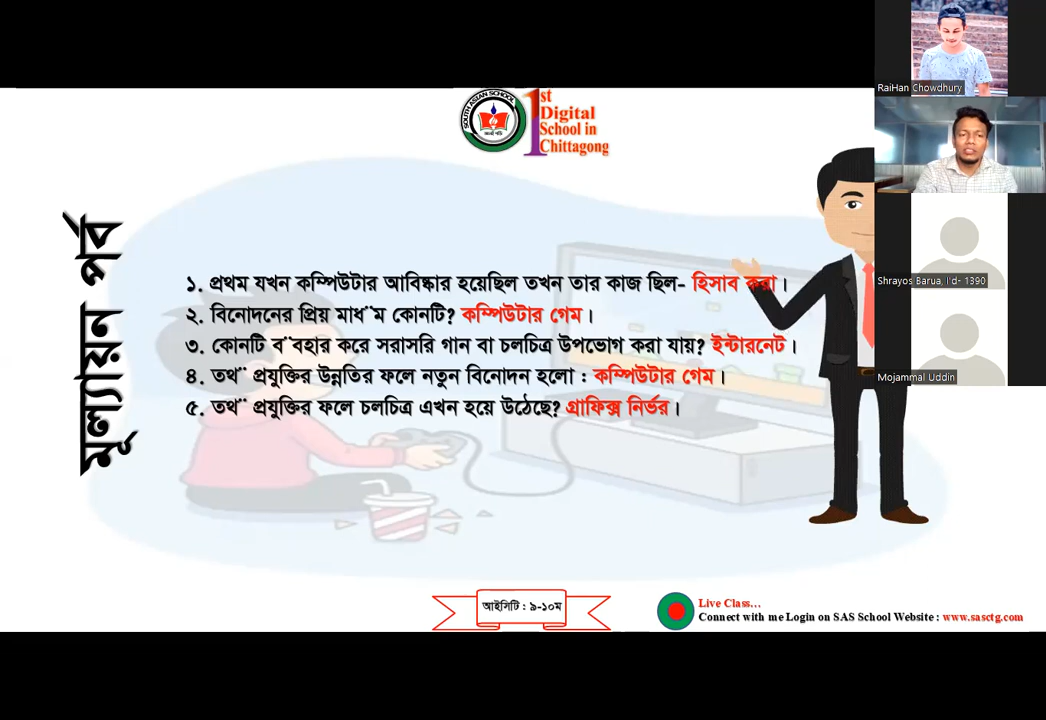 SOUTH ASIAN SCHOOL
1st
Digital
School in
Chittagong
RaiHan Chowdhury
মূল্যায়ন পর্ব
১. প্রথম যখন কম্পিউটার আবিষ্কার হয়েছিল তখন তার কাজ ছিল- হিসাব করা।
২. বিনোদনের প্রিয় মাধ¨ম কোনটি? কম্পিউটার গেম।
৩. কোনটি ব¨বহার করে সরাসরি গান বা চলচিত্র উপভোগ করা যায়? ইন্টারনেট।
৪. তথ¨ প্রযুক্তির উন্নতির ফলে নতুন বিনোদন হলো : কম্পিউটার গেম।
৫. তথ¨ প্রযুক্তির ফলে চলচিত্র এখন হয়ে উঠেছে? গ্রাফিক্স নির্ভর।
Shrayos Barua, I'd- 1390
Mojammal Uddin
আইসিটি : ৯-১০ম
Live Class...
Connect with me Login on SAS School Website : www.sasctg.com